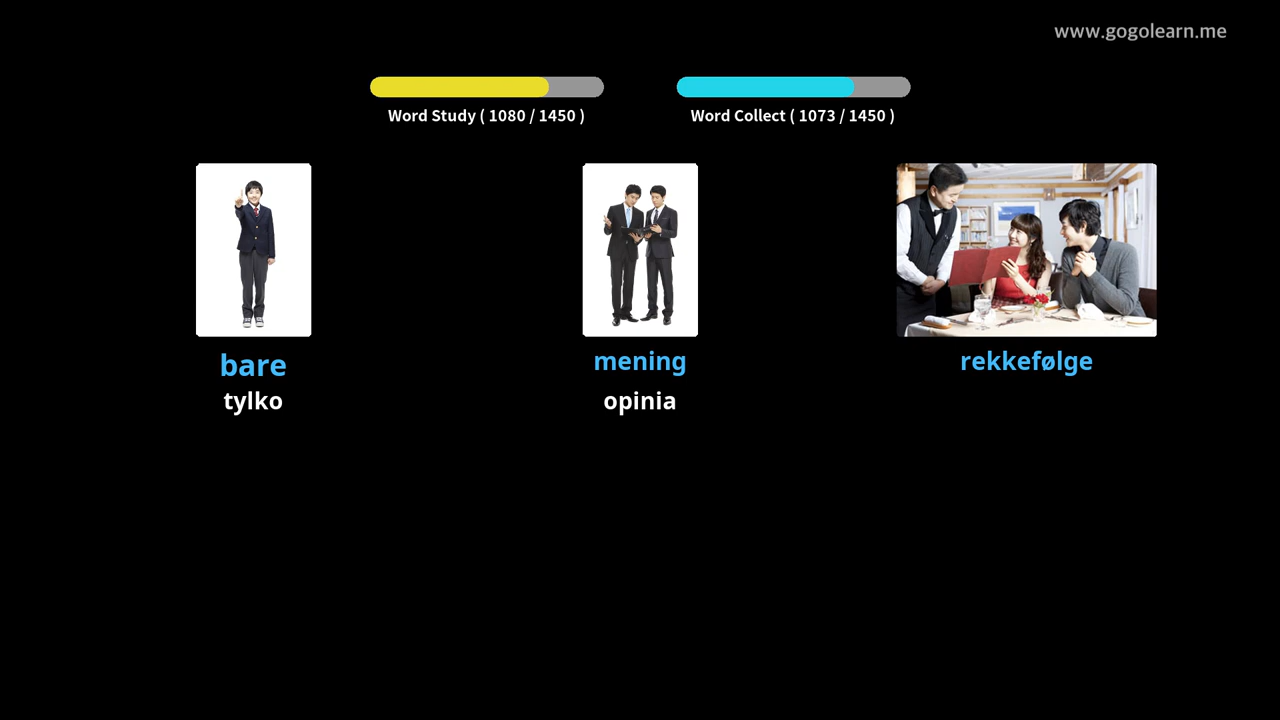 www.gogolearn.me
Word Study ( 1080 / 1450 )
Word Collect ( 1073 / 1450 )
bare
tylko
mening
opinia
rekkefølge